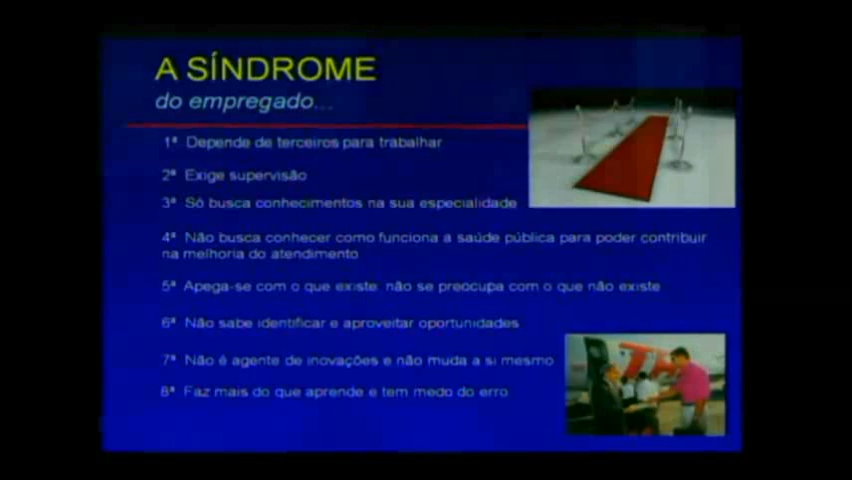 A SÍNDROME
do empregado...
1ª Depende de terceiros para trabalhar
2ª Exige supervisão
3ª Só busca conhecimentos na sua especialidade
4ª Não busca conhecer como funciona a saúde pública para poder contribuir
na melhoria do atendimento
5ª Apega-se com o que existe, não se preocupa com o que não existe
6ª Não sabe identificar e aproveitar oportunidades
7ª Não é agente de inovações e não muda a si mesmo
8ª Faz mais do que aprende e tem medo do erro